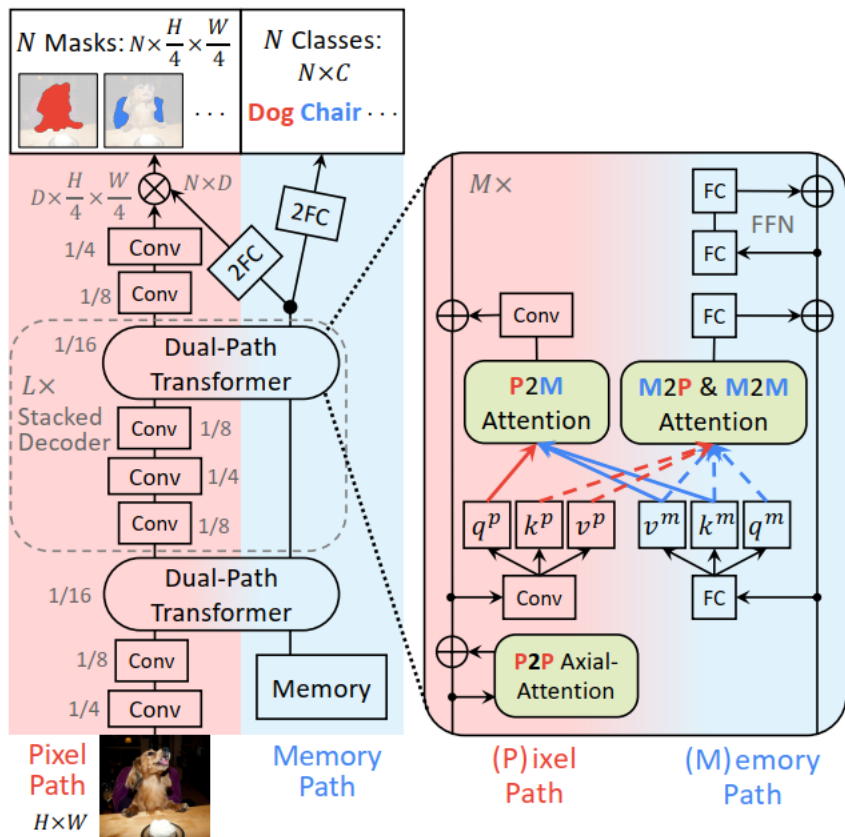 N Masks: N × H/4 × W/4
N Classes:
N×C
Dog Chair ···
···
D × H/4 × W/4
N×D
2FC
2FC
1/4
Conv
1/8
Conv
1/16
Dual-Path
Transformer
L×
Stacked
Decoder
Conv
1/8
Conv
1/4
Conv
1/8
Dual-Path
Transformer
1/16
1/8
Conv
1/4
Conv
Memory
Pixel
Path
H×W
Memory
Path
M×
FC
FFN
FC
Conv
FC
P2M
Attention
M2P & M2M
Attention
q^p
k^p
v^p
v^m
k^m
q^m
Conv
FC
P2P Axial-
Attention
(P)ixel
Path
(M)emory
Path